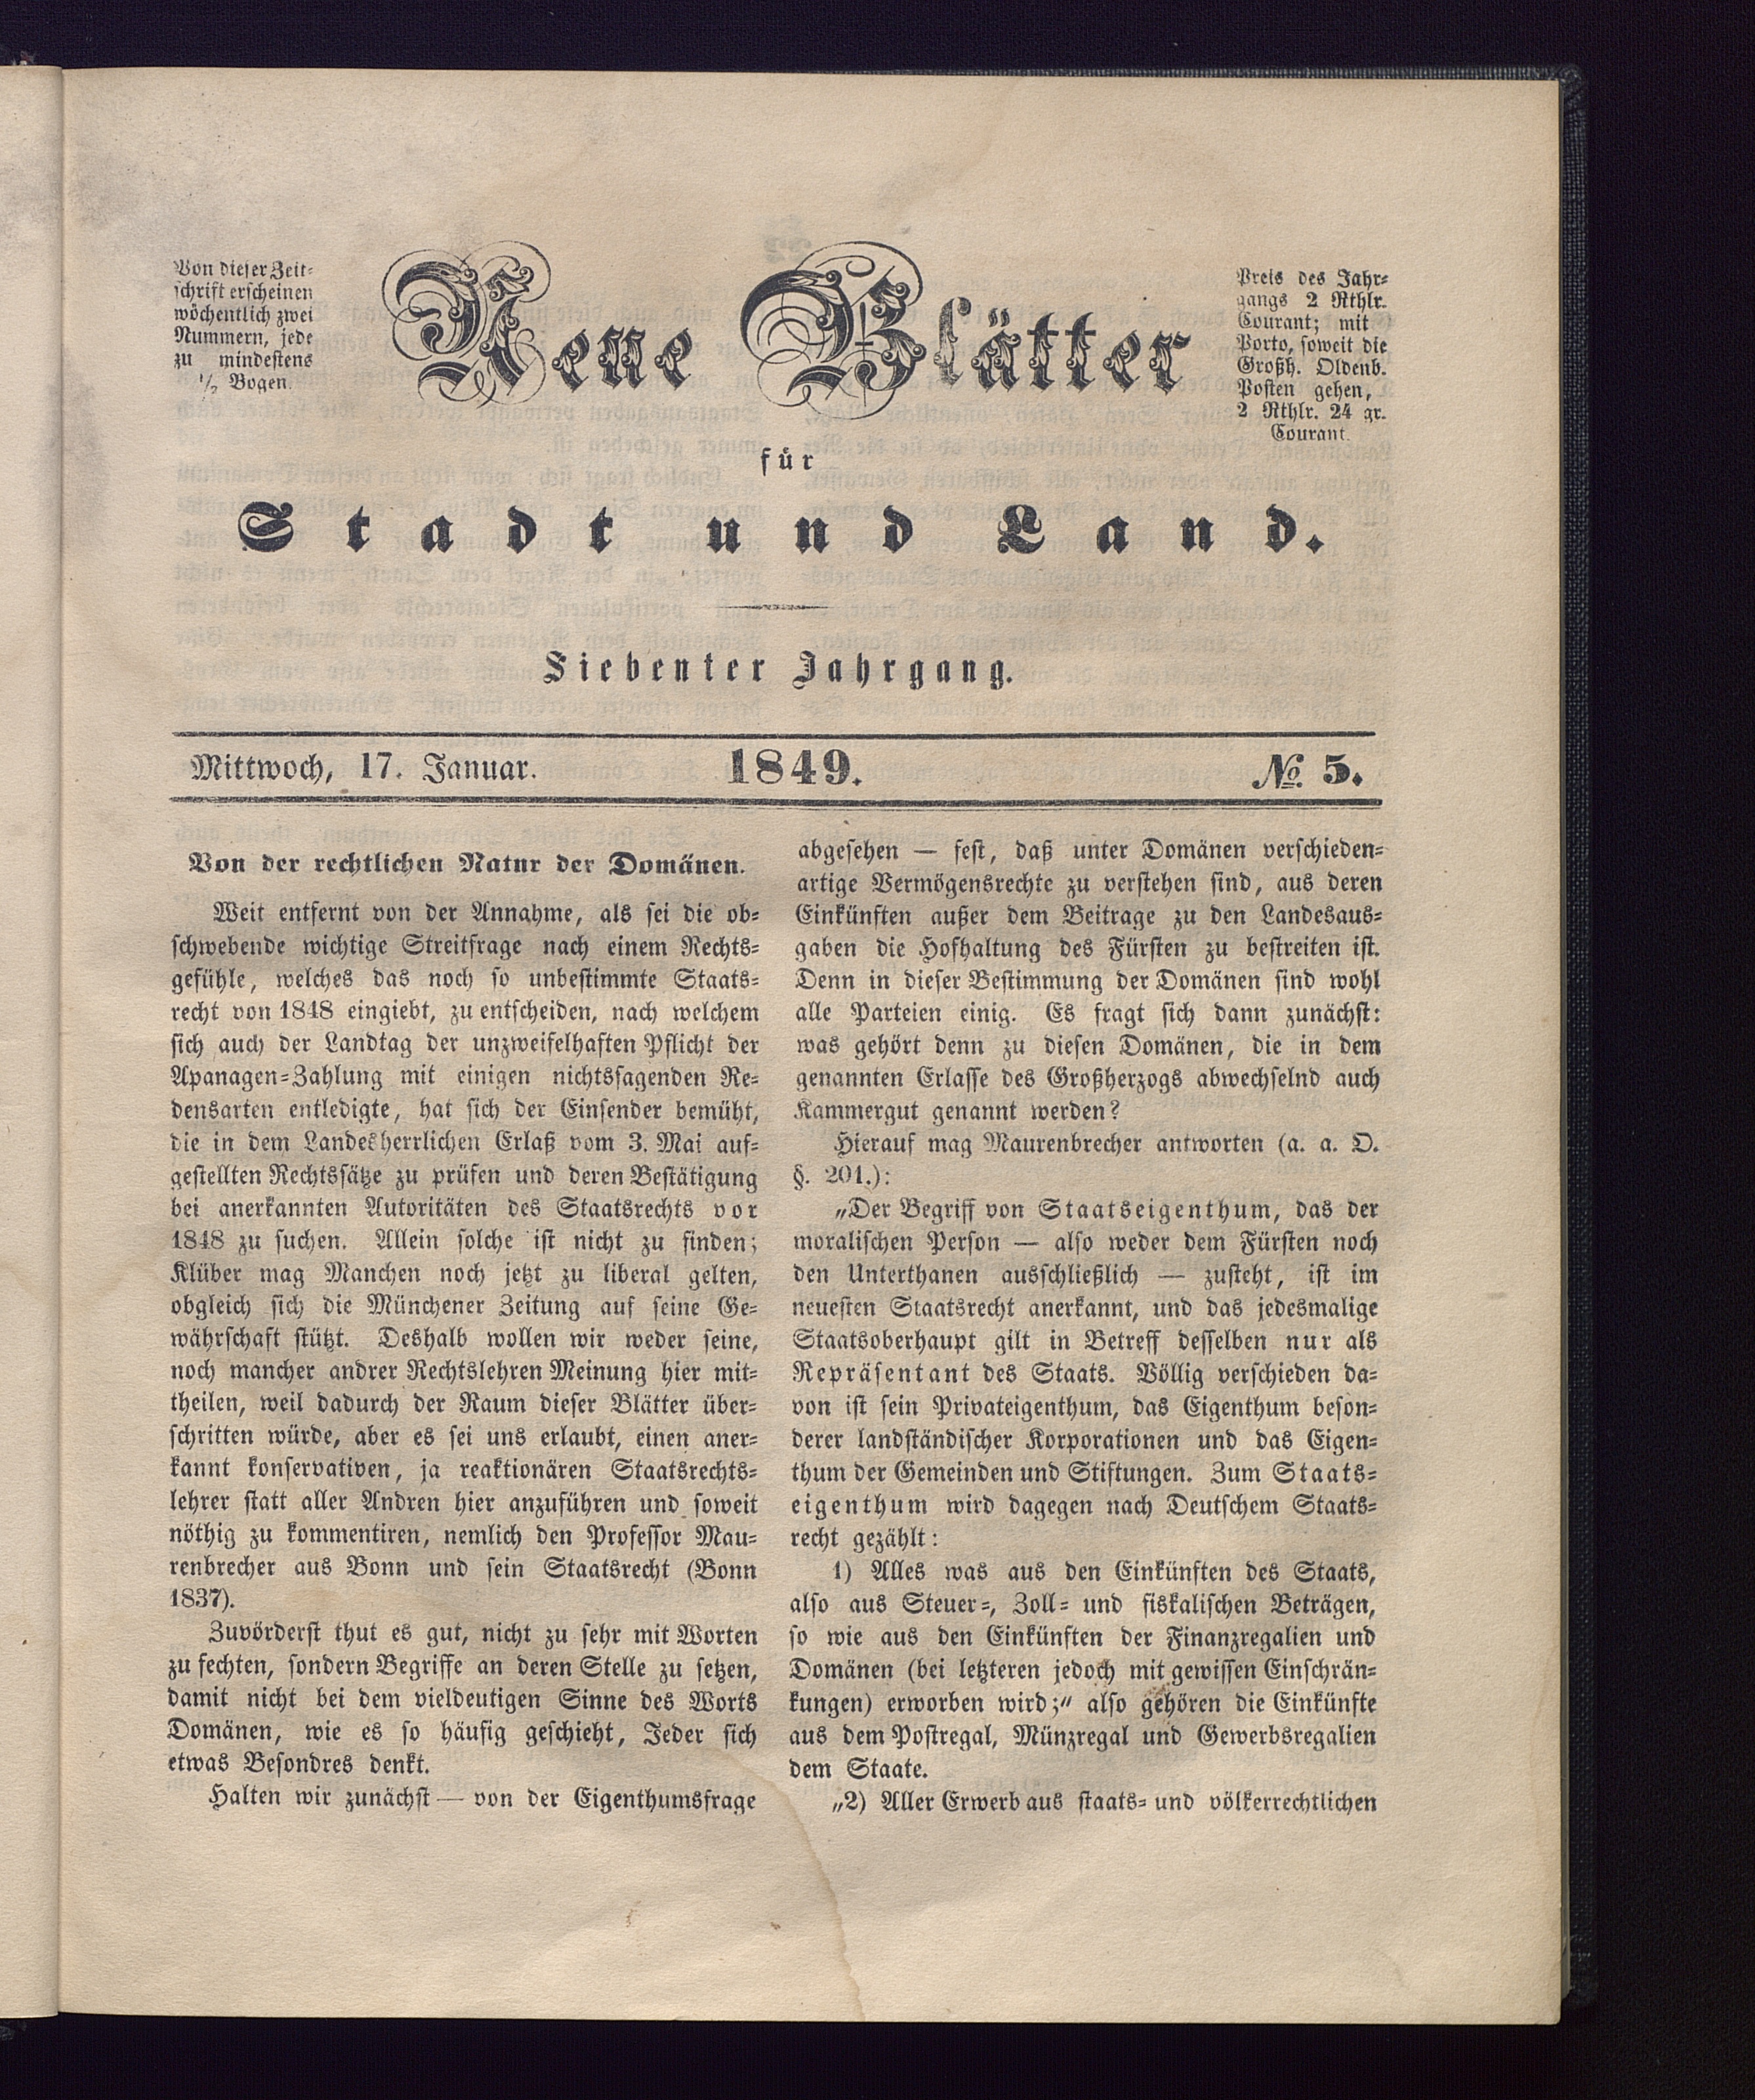 Von dieser Zeit-
schrift erscheinen
wöchentlich zwei
Nummern, jede
zu mindestens
1/2 Bogen.
Neue Blätter
Preis des Jahr-
gangs 2 Rthlr.
Courant; mit
Porto, soweit die
Großh. Oldenb.
Posten gehen,
2 Rthlr. 24 gr.
Courant.
für
Stadt und Land.
Siebenter Jahrgang.
Mittwoch, 17. Januar. 1849. № 5.
Von der rechtlichen Natur der Domänen.
Weit entfernt von der Annahme, als sei die ob-
schwebende wichtige Streitfrage nach einem Rechts-
gefühle, welches das noch so unbestimmte Staats-
recht von 1848 eingiebt, zu entscheiden, nach welchem
sich auch der Landtag der unzweifelhaften Pflicht der
Apanagen-Zahlung mit einigen nichtssagenden Re-
densarten entledigte, hat sich der Einsender bemüht,
die in dem Landesherrlichen Erlaß vom 3. Mai auf-
gestellten Rechtssätze zu prüfen und deren Bestätigung
bei anerkannten Autoritäten des Staatsrechts vor
1848 zu suchen. Allein solche ist nicht zu finden;
Klüber mag Manchen noch jetzt zu liberal gelten,
obgleich sich die Münchener Zeitung auf seine Ge-
währschaft stützt. Deshalb wollen wir weder seine,
noch mancher andrer Rechtslehren Meinung hier mit-
theilen, weil dadurch der Raum dieser Blätter über-
schritten würde, aber es sei uns erlaubt, einen aner-
kannt konservativen, ja reaktionären Staatsrechts-
lehrer statt aller Andren hier anzuführen und soweit
nöthig zu kommentiren, nemlich den Professor Mau-
renbrecher aus Bonn und sein Staatsrecht (Bonn
1837).
Zuvörderst thut es gut, nicht zu sehr mit Worten
zu fechten, sondern Begriffe an deren Stelle zu setzen,
damit nicht bei dem vieldeutigen Sinne des Worts
Domänen, wie es so häufig geschieht, Jeder sich
etwas Besondres denkt.
Halten wir zunächst — von der Eigenthumsfrage
abgesehen — fest, daß unter Domänen verschieden-
artige Vermögensrechte zu verstehen sind, aus deren
Einkünften außer dem Beitrage zu den Landesaus-
gaben die Hofhaltung des Fürsten zu bestreiten ist.
Denn in dieser Bestimmung der Domänen sind wohl
alle Parteien einig. Es fragt sich dann zunächst:
was gehört denn zu diesen Domänen, die in dem
genannten Erlasse des Großherzogs abwechselnd auch
Kammergut genannt werden?
Hierauf mag Maurenbrecher antworten (a. a. O.
§. 201.):
„Der Begriff von Staatseigenthum, das der
moralischen Person — also weder dem Fürsten noch
den Unterthanen ausschließlich — zusteht, ist im
neuesten Staatsrecht anerkannt, und das jedesmalige
Staatsoberhaupt gilt in Betreff desselben nur als
Repräsentant des Staats. Völlig verschieden da-
von ist sein Privateigenthum, das Eigenthum beson-
derer landständischer Korporationen und das Eigen-
thum der Gemeinden und Stiftungen. Zum Staats-
eigenthum wird dagegen nach Deutschem Staats-
recht gezählt:
1) Alles was aus den Einkünften des Staats,
also aus Steuer-, Zoll- und fiskalischen Beträgen,
so wie aus den Einkünften der Finanzregalien und
Domänen (bei letzteren jedoch mit gewissen Einschrän-
kungen) erworben wird;“ also gehören die Einkünfte
aus dem Postregal, Münzregal und Gewerbsregalien
dem Staate.
„2) Aller Erwerb aus staats- und völkerrechtlichen